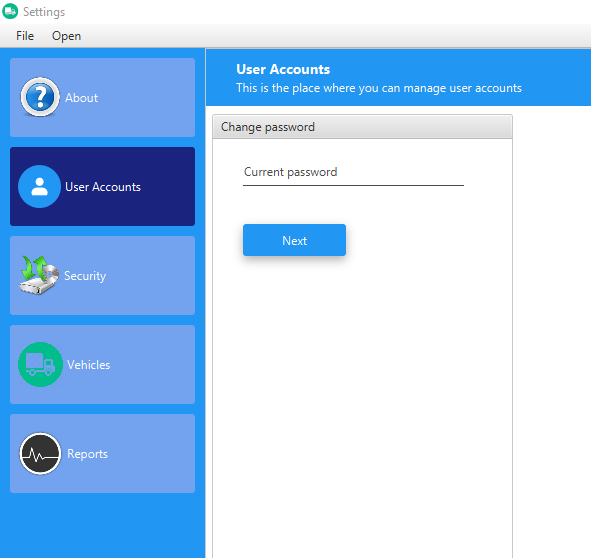 Settings
File Open
About
User Accounts
Security
Vehicles
Reports
User Accounts
This is the place where you can manage user accounts
Change password
Current password
Next